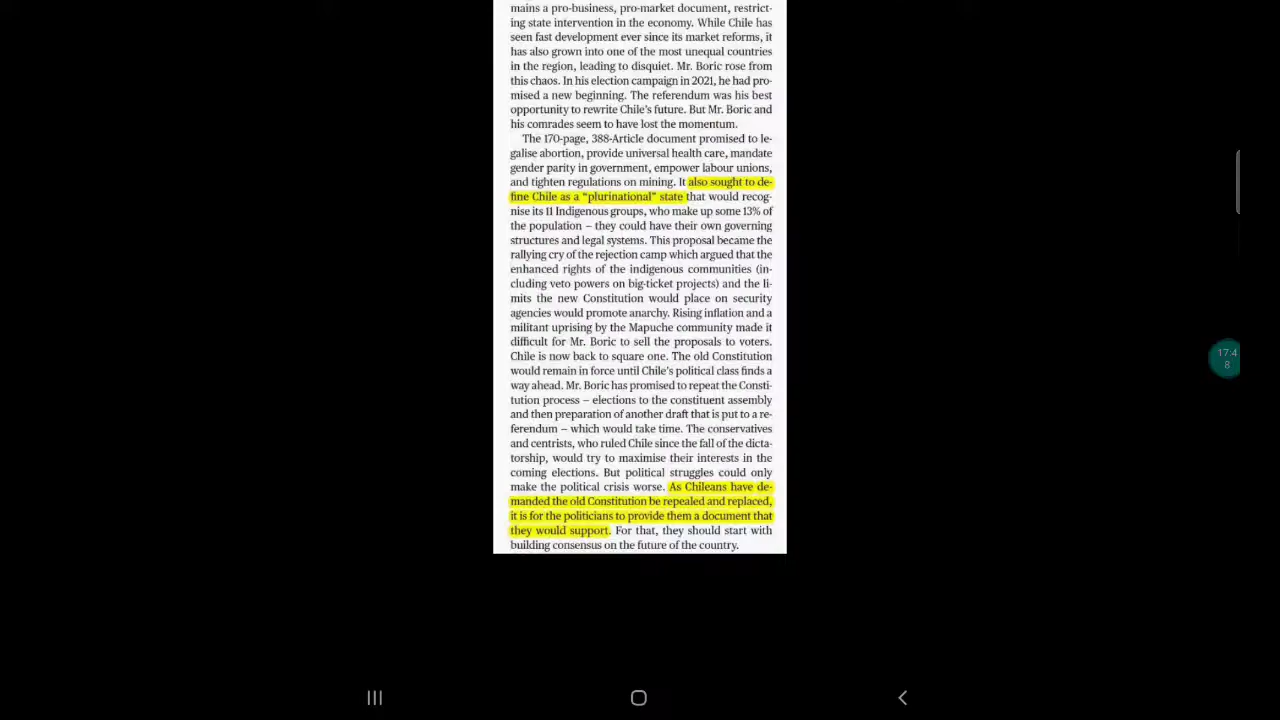 mains a pro-business, pro-market document, restrict-
ing state intervention in the economy. While Chile has
seen fast development ever since its market reforms, it
has also grown into one of the most unequal countries
in the region, leading to disquiet. Mr. Boric rose from
this chaos. In his election campaign in 2021, he had pro-
mised a new beginning. The referendum was his best
opportunity to rewrite Chile's future. But Mr. Boric and
his comrades seem to have lost the momentum.
The 170-page, 388-Article document promised to le-
galise abortion, provide universal health care, mandate
gender parity in government, empower labour unions,
and tighten regulations on mining. It also sought to de-
fine Chile as a “plurinational” state that would recog-
nise its 11 Indigenous groups, who make up some 13% of
the population – they could have their own governing
structures and legal systems. This proposal became the
rallying cry of the rejection camp which argued that the
enhanced rights of the indigenous communities (in-
cluding veto powers on big-ticket projects) and the li-
mits the new Constitution would place on security
agencies would promote anarchy. Rising inflation and a
militant uprising by the Mapuche community made it
difficult for Mr. Boric to sell the proposals to voters.
Chile is now back to square one. The old Constitution
would remain in force until Chile's political class finds a
way ahead. Mr. Boric has promised to repeat the Consti-
tution process – elections to the constituent assembly
and then preparation of another draft that is put to a re-
ferendum – which would take time. The conservatives
and centrists, who ruled Chile since the fall of the dicta-
torship, would try to maximise their interests in the
coming elections. But political struggles could only
make the political crisis worse. As Chileans have de-
manded the old Constitution be repealed and replaced,
it is for the politicians to provide them a document that
they would support. For that, they should start with
building consensus on the future of the country.
17:4
8